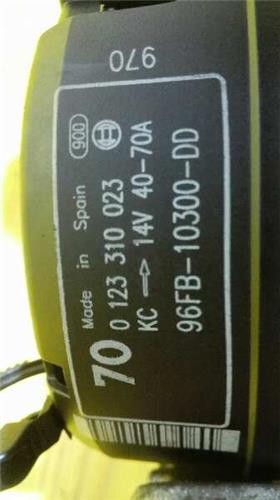 970
900
Made in Spain
70 0 123 310 023
KC → 14V 40-70A
96FB-10300-DD